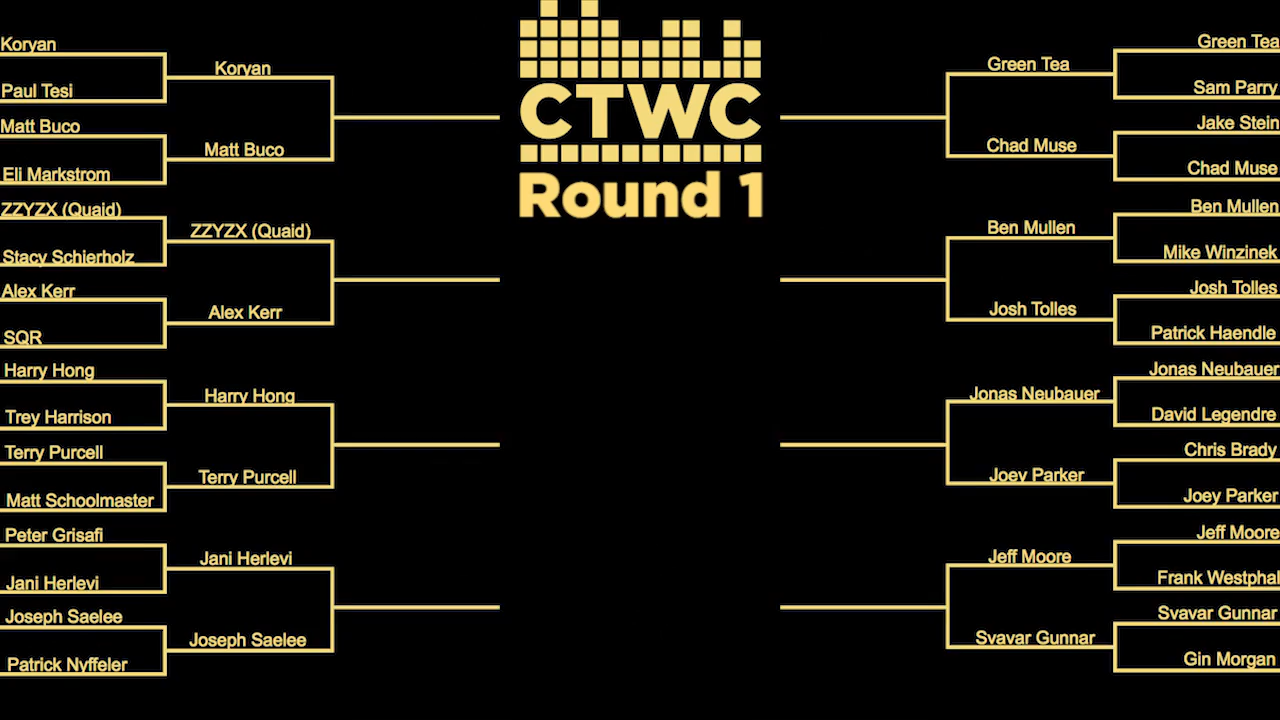 Koryan
Paul Tesi
Matt Buco
Eli Markstrom
ZZYZX (Quaid)
Stacy Schierholz
Alex Kerr
SQR
Harry Hong
Trey Harrison
Terry Purcell
Matt Schoolmaster
Peter Grisafi
Jani Herlevi
Joseph Saelee
Patrick Nyffeler
Koryan
Matt Buco
ZZYZX (Quaid)
Alex Kerr
Harry Hong
Terry Purcell
Jani Herlevi
Joseph Saelee
CTWC
Round 1
Green Tea
Chad Muse
Ben Mullen
Josh Tolles
Jonas Neubauer
Joey Parker
Jeff Moore
Svavar Gunnar
Green Tea
Sam Parry
Jake Stein
Chad Muse
Ben Mullen
Mike Winzinek
Josh Tolles
Patrick Haendle
Jonas Neubauer
David Legendre
Chris Brady
Joey Parker
Jeff Moore
Frank Westphal
Svavar Gunnar
Gin Morgan